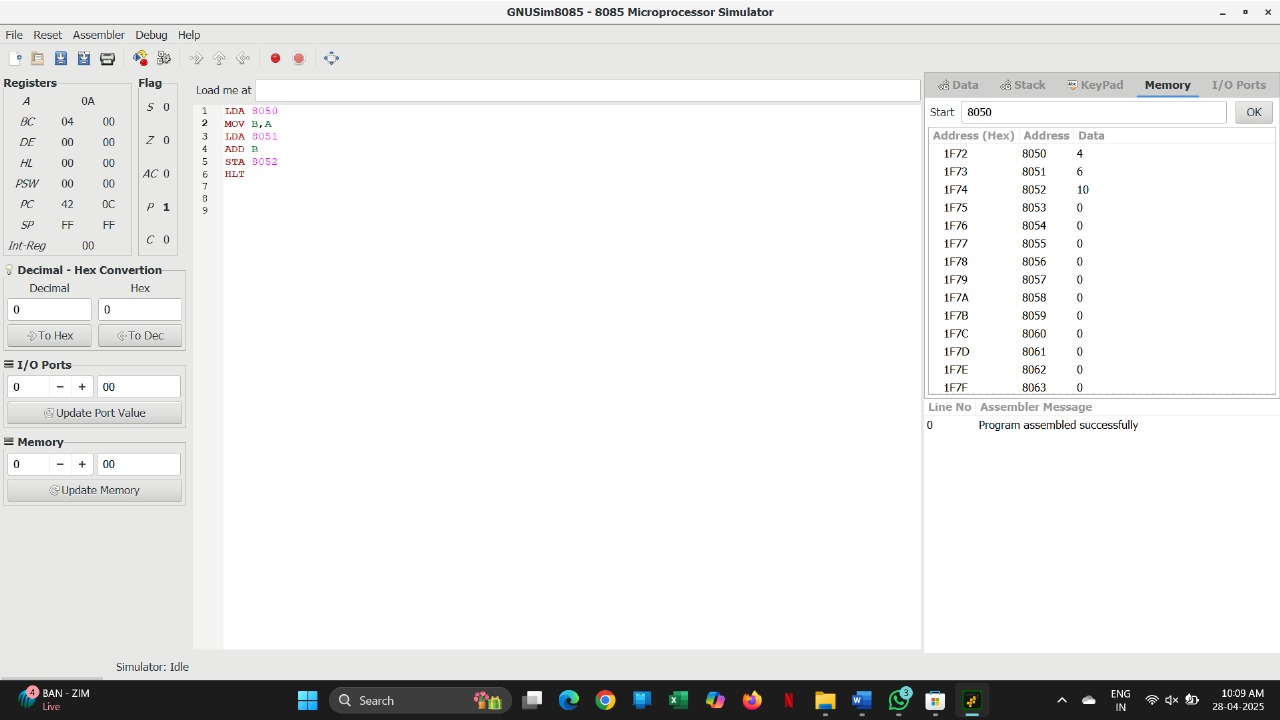 GNUSim8085 - 8085 Microprocessor Simulator
File Reset Assembler Debug Help
Registers
A 0A
BC 04 00
DE 00 00
HL 00 00
PSW 00 00
PC 42 0C
SP FF FF
Int-Reg 00
Flag
S 0
Z 0
AC 0
P 1
C 0
Decimal - Hex Convertion
Decimal Hex
0 0
To Hex To Dec
I/O Ports
0 − + 00
Update Port Value
Memory
0 − + 00
Update Memory
Load me at
1 LDA 8050
2 MOV B,A
3 LDA 8051
4 ADD B
5 STA 8052
6 HLT
7
8
9
Data Stack KeyPad Memory I/O Ports
Start 8050 OK
Address (Hex) Address Data
1F72 8050 4
1F73 8051 6
1F74 8052 10
1F75 8053 0
1F76 8054 0
1F77 8055 0
1F78 8056 0
1F79 8057 0
1F7A 8058 0
1F7B 8059 0
1F7C 8060 0
1F7D 8061 0
1F7E 8062 0
1F7F 8063 0
Line No Assembler Message
0 Program assembled successfully
Simulator: Idle
4 BAN - ZIM
Live
Search
3
ENG
IN
10:09 AM
28-04-2025